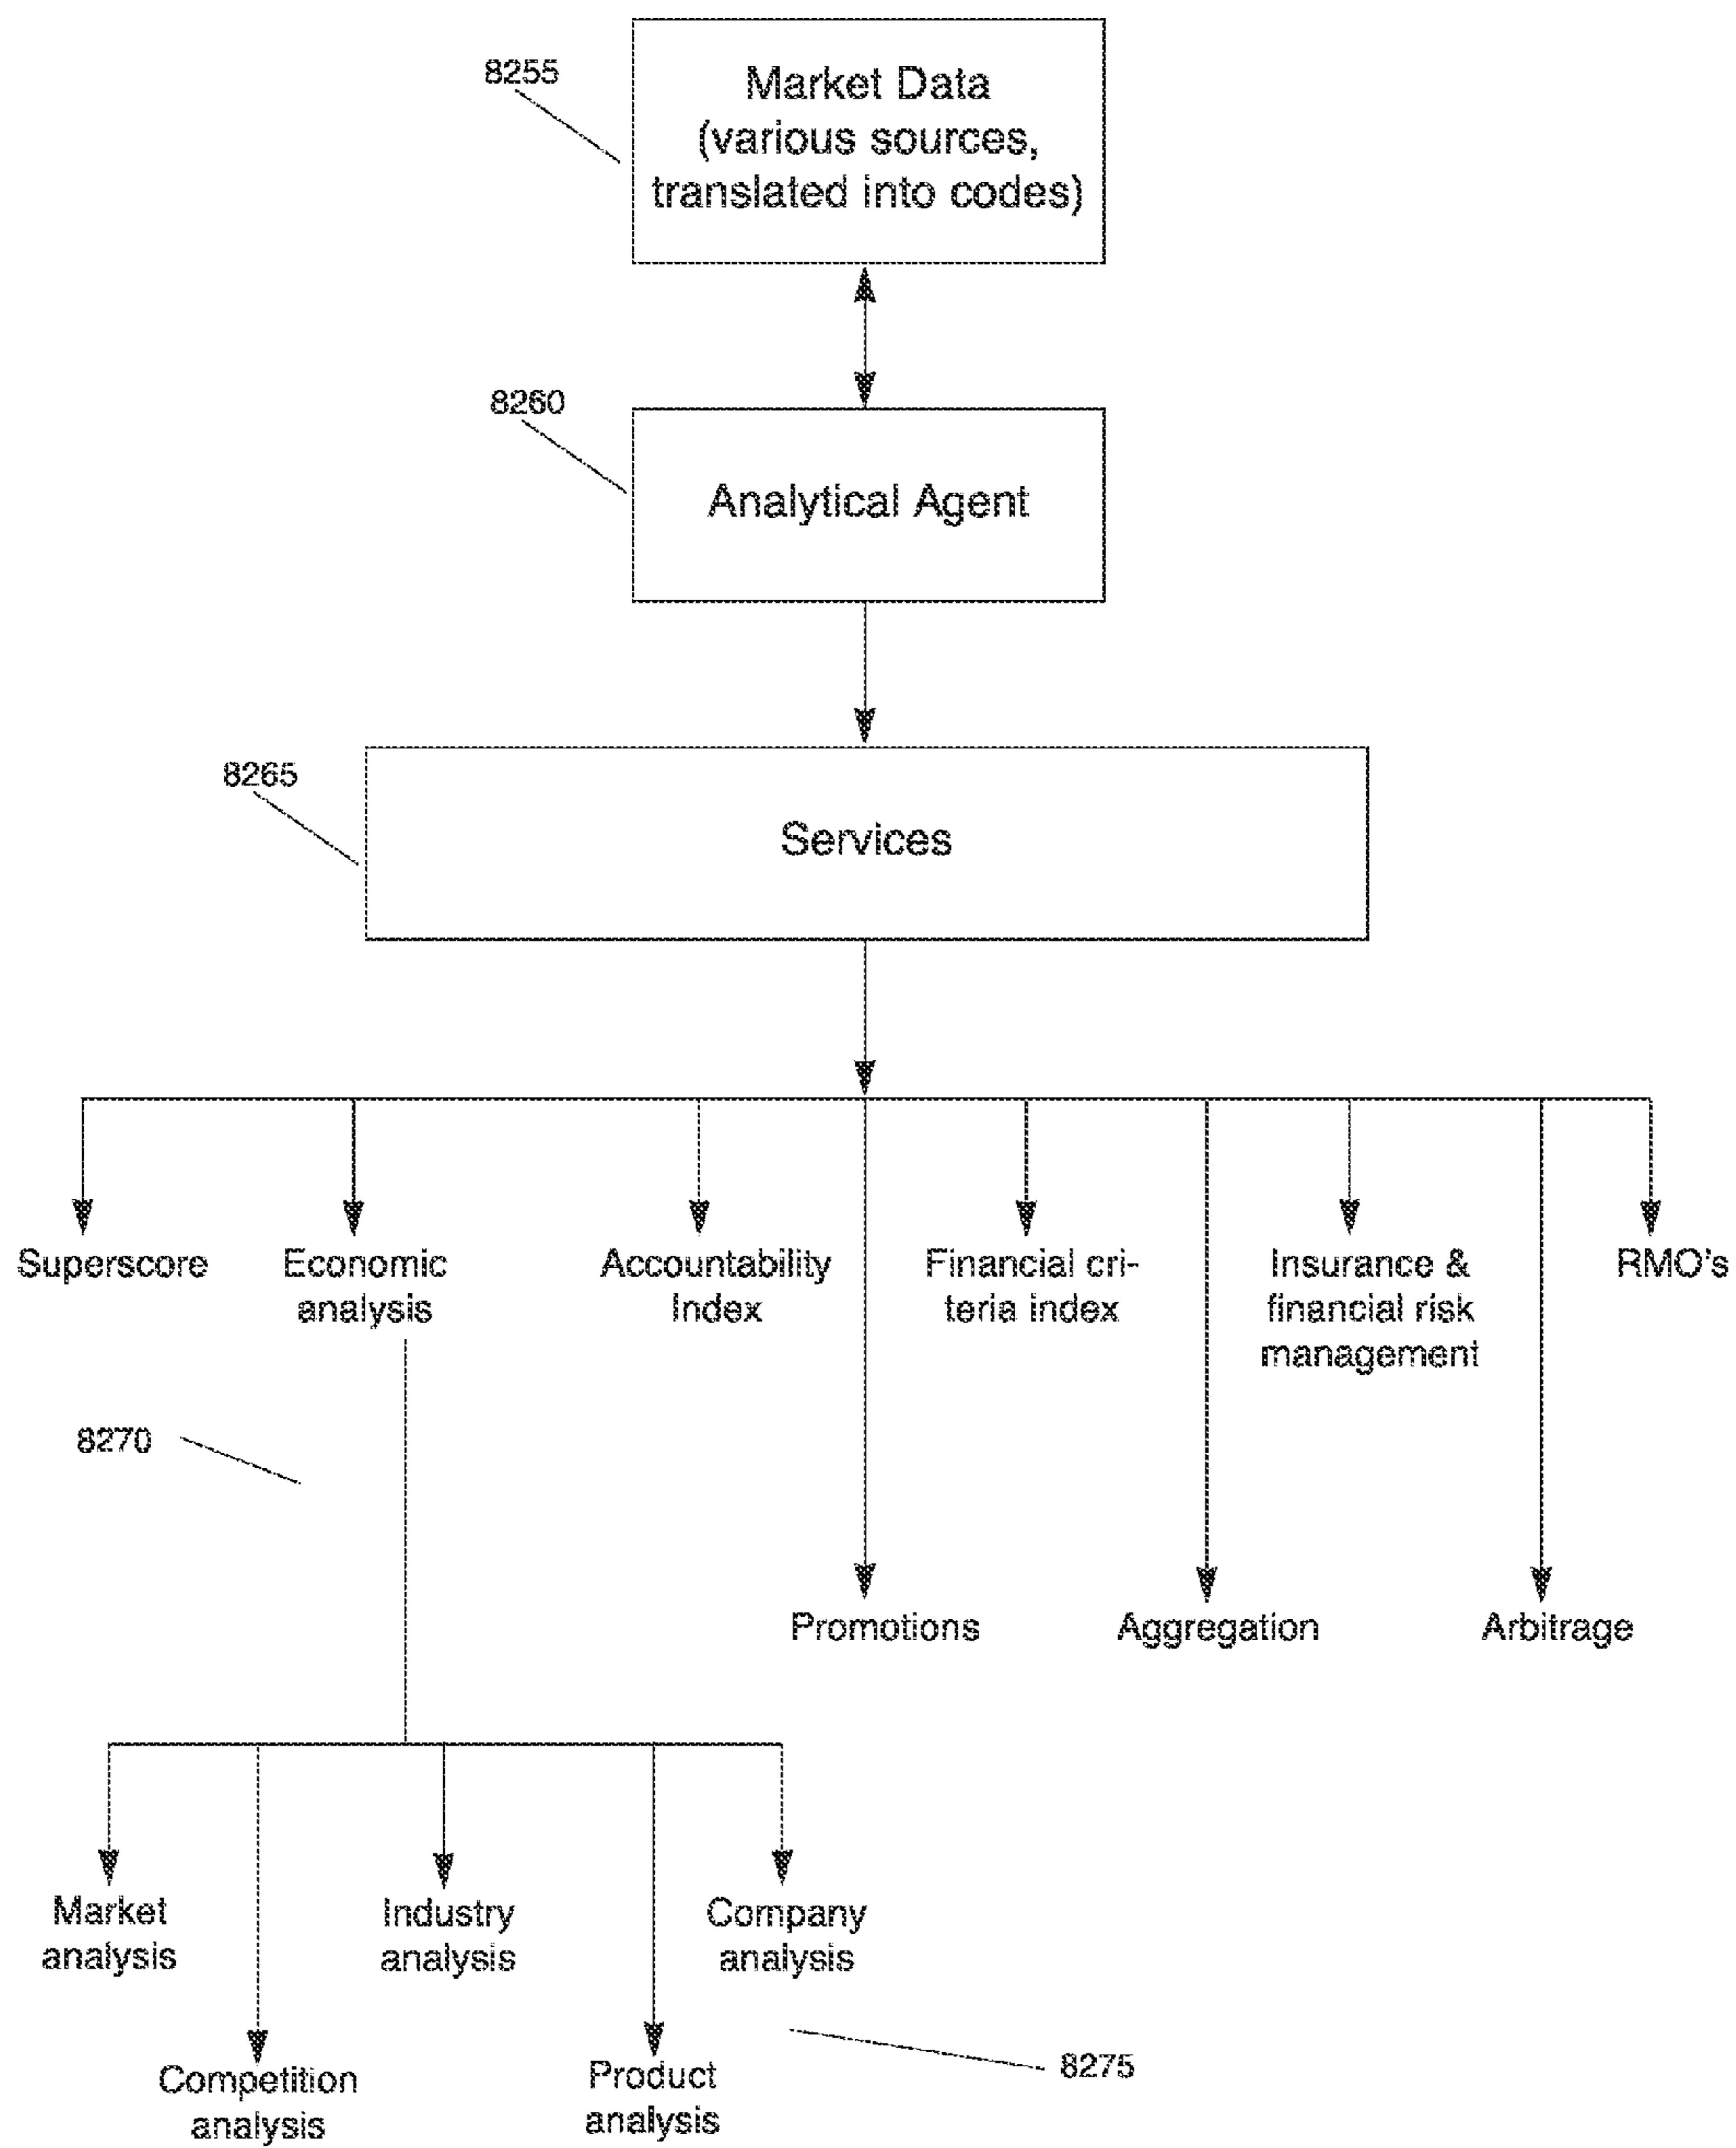 8255
Market Data
(various sources,
translated into codes)
8260
Analytical Agent
8265
Services
Superscore
Economic
analysis
Accountability
Index
Financial cri-
teria index
Insurance &
financial risk
management
RMO's
8270
Promotions
Aggregation
Arbitrage
Market
analysis
Industry
analysis
Company
analysis
Competition
analysis
Product
analysis
8275